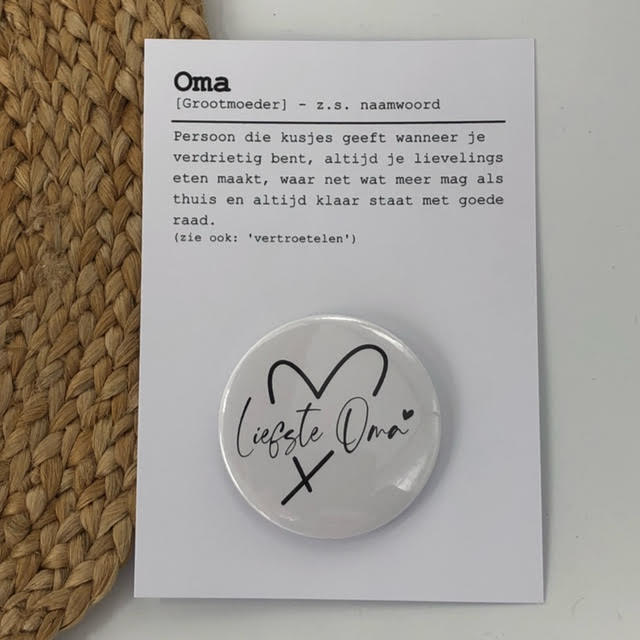 Oma
[Grootmoeder] - z.s. naamwoord
Persoon die kusjes geeft wanneer je
verdrietig bent, altijd je lievelings
eten maakt, waar net wat meer mag als
thuis en altijd klaar staat met goede
raad.
(zie ook: 'vertroetelen')
Liefste Oma